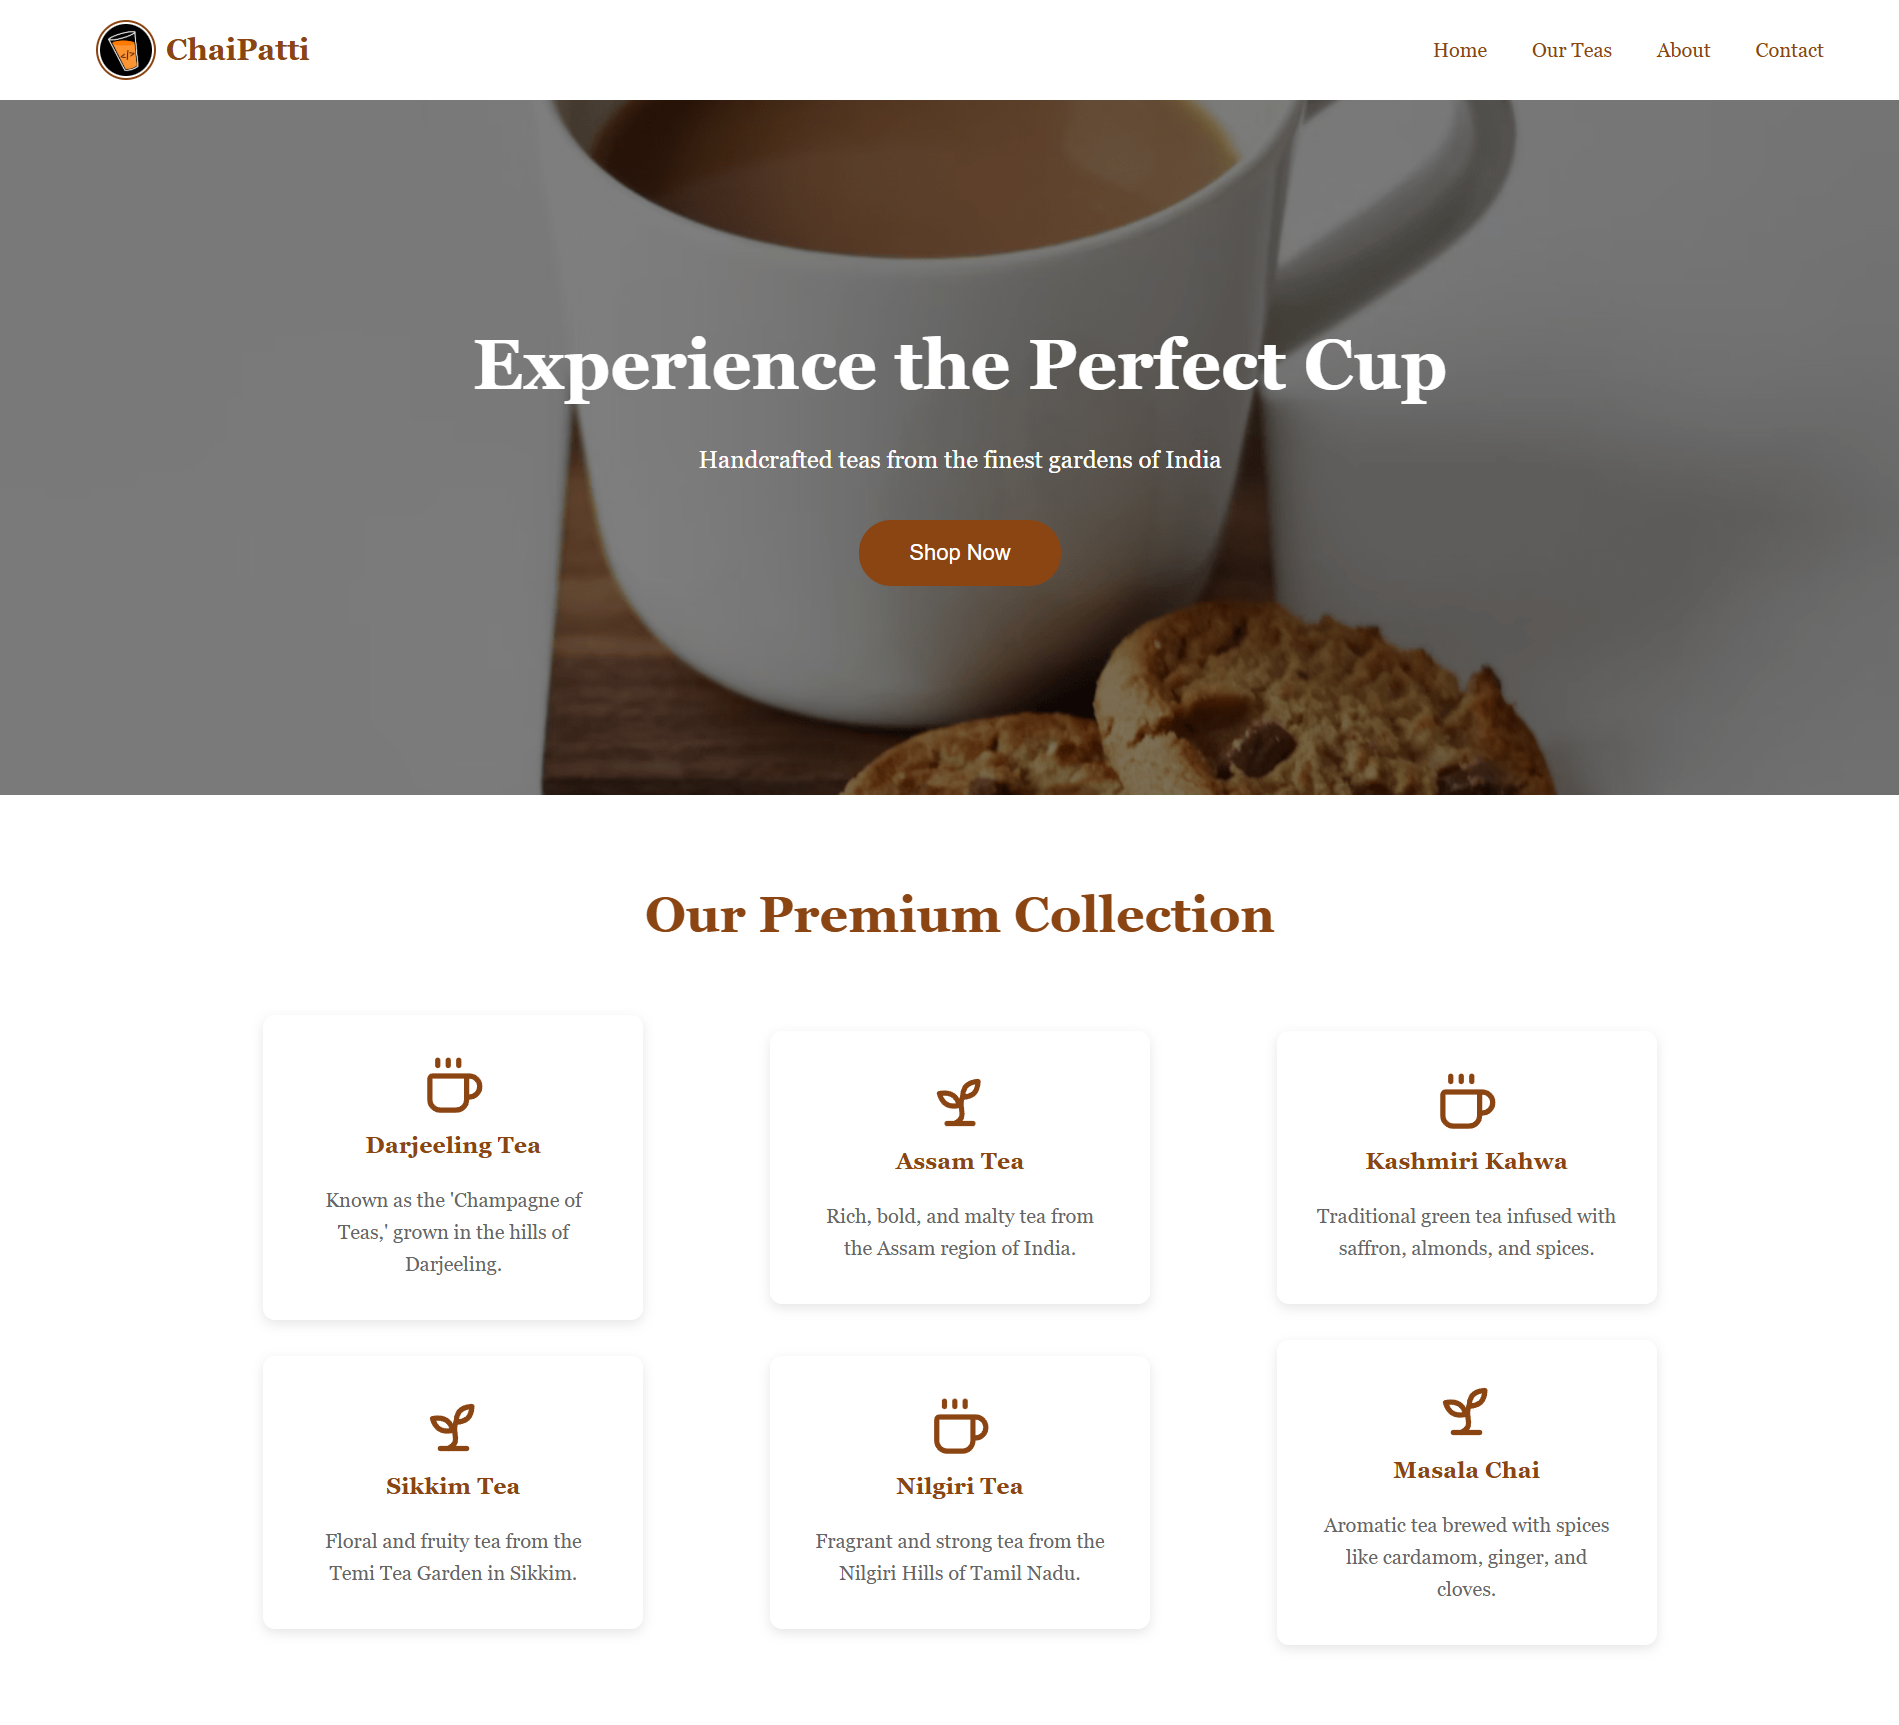 ChaiPatti
Home
Our Teas
About
Contact
Experience the Perfect Cup
Handcrafted teas from the finest gardens of India
Shop Now
Our Premium Collection
Darjeeling Tea
Known as the 'Champagne of
Teas,' grown in the hills of
Darjeeling.
Assam Tea
Rich, bold, and malty tea from
the Assam region of India.
Kashmiri Kahwa
Traditional green tea infused with
saffron, almonds, and spices.
Sikkim Tea
Floral and fruity tea from the
Temi Tea Garden in Sikkim.
Nilgiri Tea
Fragrant and strong tea from the
Nilgiri Hills of Tamil Nadu.
Masala Chai
Aromatic tea brewed with spices
like cardamom, ginger, and
cloves.